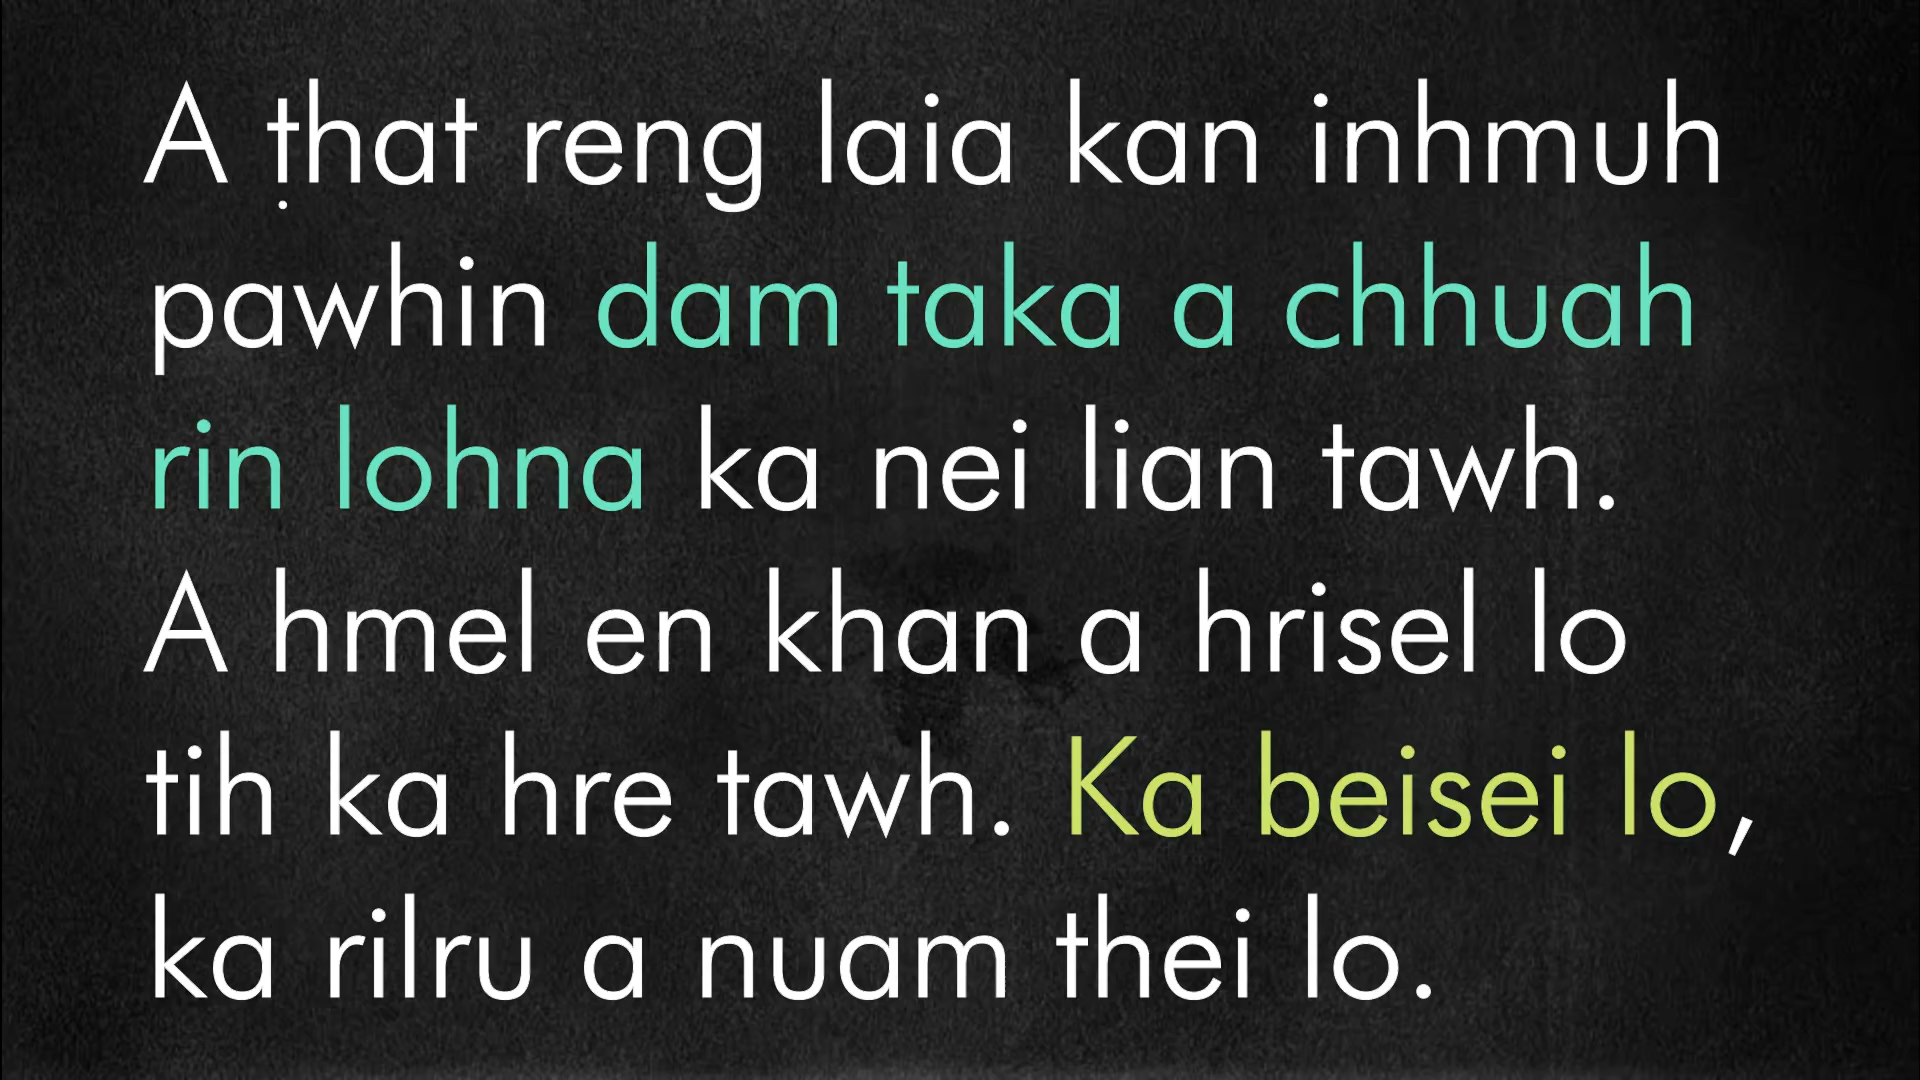 A ṭhat reng laia kan inhmuh
pawhin dam taka a chhuah
rin lohna ka nei lian tawh.
A hmel en khan a hrisel lo
tih ka hre tawh. Ka beisei lo,
ka rilru a nuam thei lo.